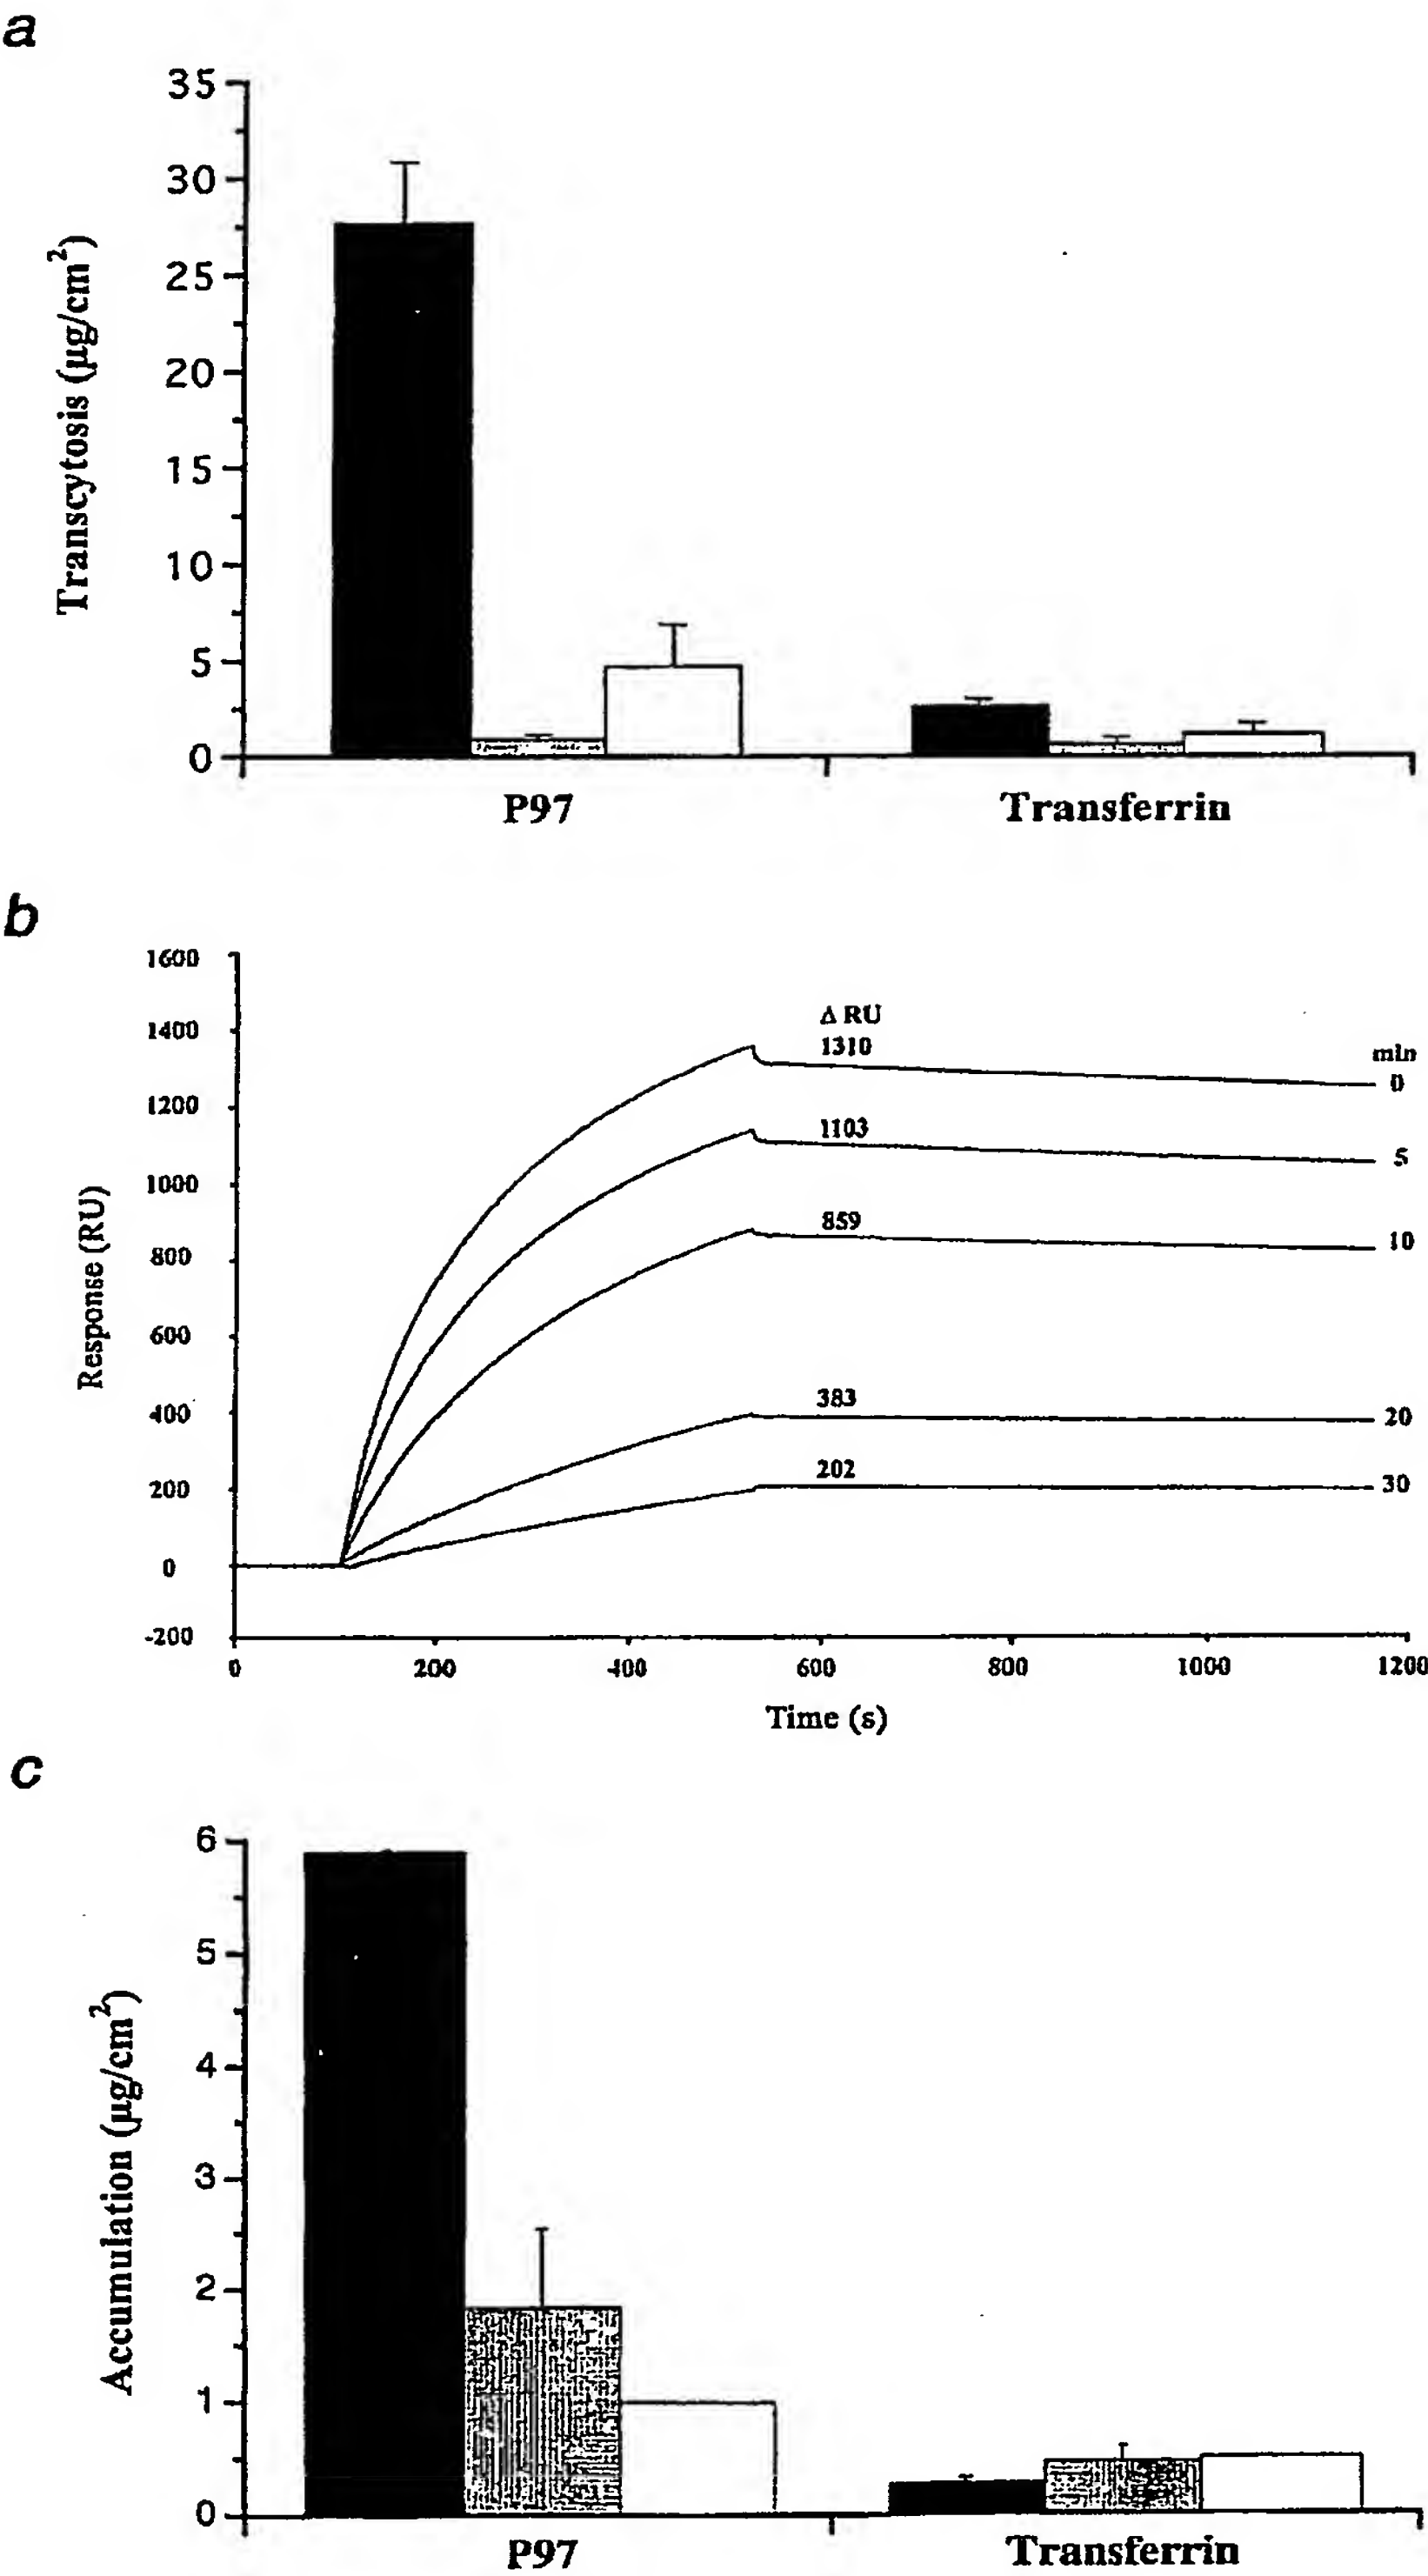 a
35
30
25
20
15
10
5
0
Transcytosis (µg/cm²)
P97 Transferrin
b
1600
1400
1200
1000
800
600
400
200
0
-200
Response (RU)
Δ RU
1310
1103
859
383
202
min
0
5
10
20
30
0 200 400 600 800 1000 1200
Time (s)
c
6
5
4
3
2
1
0
Accumulation (µg/cm²)
P97 Transferrin